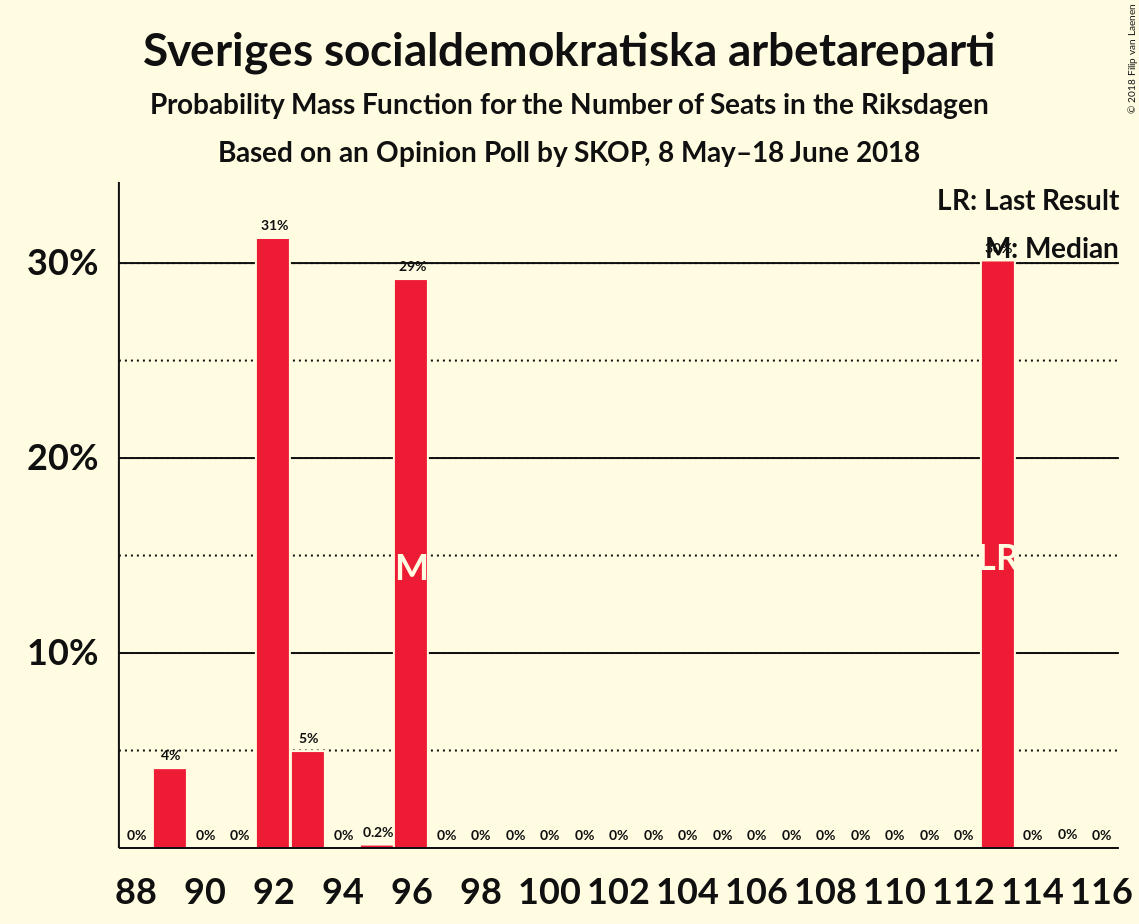 Sveriges socialdemokratiska arbetareparti
Probability Mass Function for the Number of Seats in the Riksdagen
Based on an Opinion Poll by SKOP, 8 May–18 June 2018
© 2018 Filip van Laenen
LR: Last Result
M: Median
30%
20%
10%
0% 4% 0% 0% 31% 5% 0% 0.2% 29% 0% 0% 0% 0% 0% 0% 0% 0% 0% 0% 0% 0% 0% 0% 0% 0% 30% 0% 0% 0%
M
LR
88 90 92 94 96 98 100 102 104 106 108 110 112 114 116